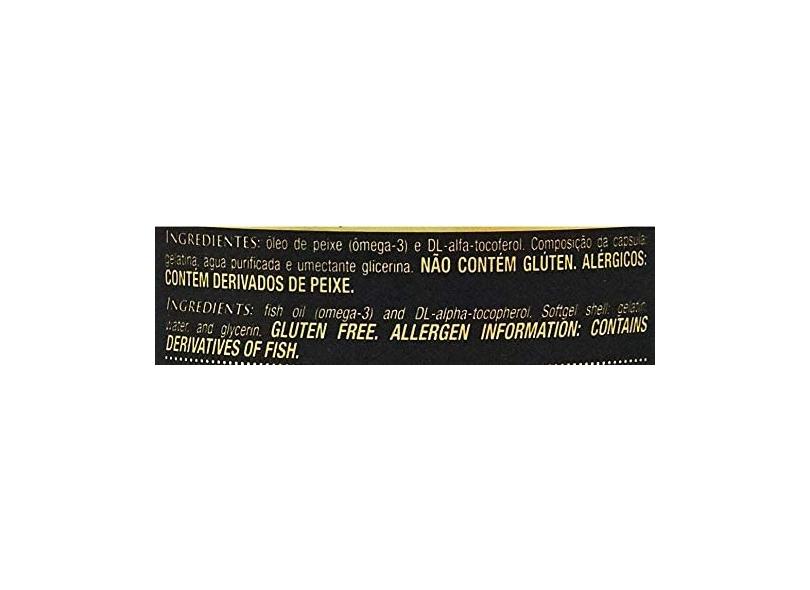 INGREDIENTES: óleo de peixe (ômega-3) e DL-alfa-tocoferol. Composição da cápsula:
gelatina, água purificada e umectante glicerina. NÃO CONTÉM GLÚTEN. ALÉRGICOS:
CONTÉM DERIVADOS DE PEIXE.
INGREDIENTS: fish oil (omega-3) and DL-alpha-tocopherol. Softgel shell: gelatin,
water, and glycerin. GLUTEN FREE. ALLERGEN INFORMATION: CONTAINS
DERIVATIVES OF FISH.